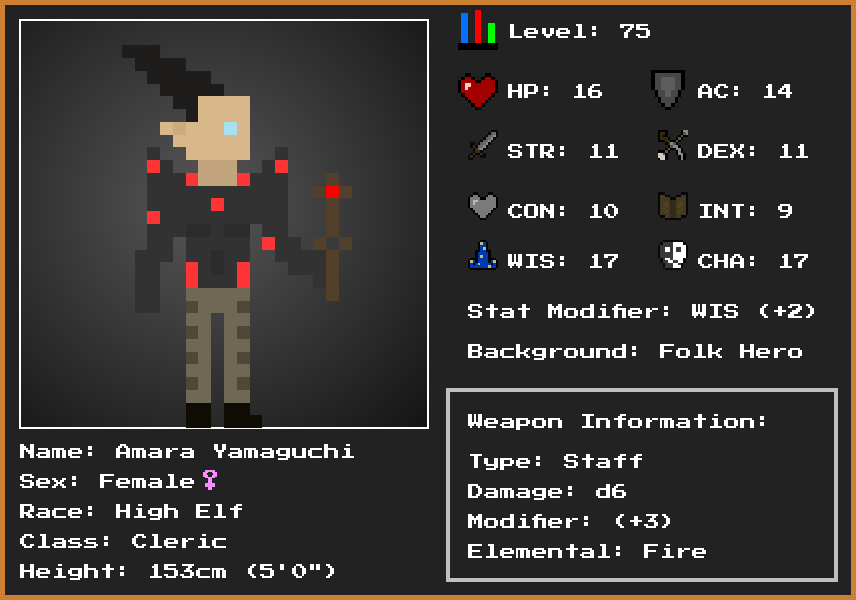 Level: 75
HP: 16 AC: 14
STR: 11 DEX: 11
CON: 10 INT: 9
WIS: 17 CHA: 17
Stat Modifier: WIS (+2)
Background: Folk Hero
Weapon Information:
Type: Staff
Damage: d6
Modifier: (+3)
Elemental: Fire
Name: Amara Yamaguchi
Sex: Female♀
Race: High Elf
Class: Cleric
Height: 153cm (5'0")